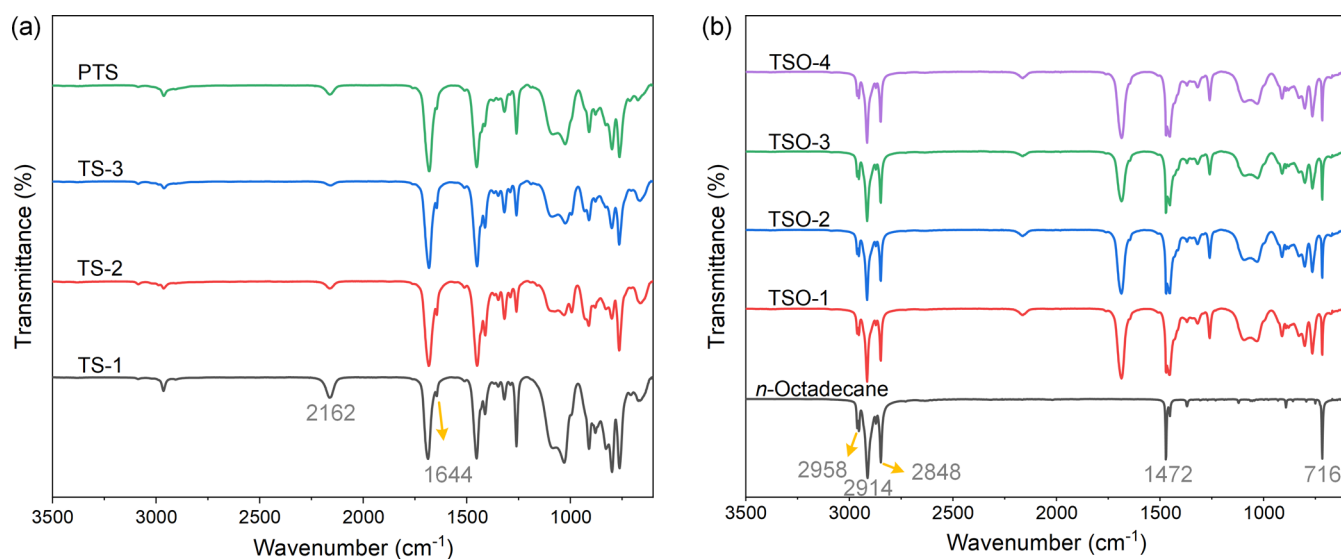 (a)
PTS
TS-3
TS-2
TS-1
2162
1644
Transmittance (%)
3500 3000 2500 2000 1500 1000
Wavenumber (cm⁻¹)
(b)
TSO-4
TSO-3
TSO-2
TSO-1
n-Octadecane
2958
2914
2848
1472
716
Transmittance (%)
3500 3000 2500 2000 1500 1000
Wavenumber (cm⁻¹)